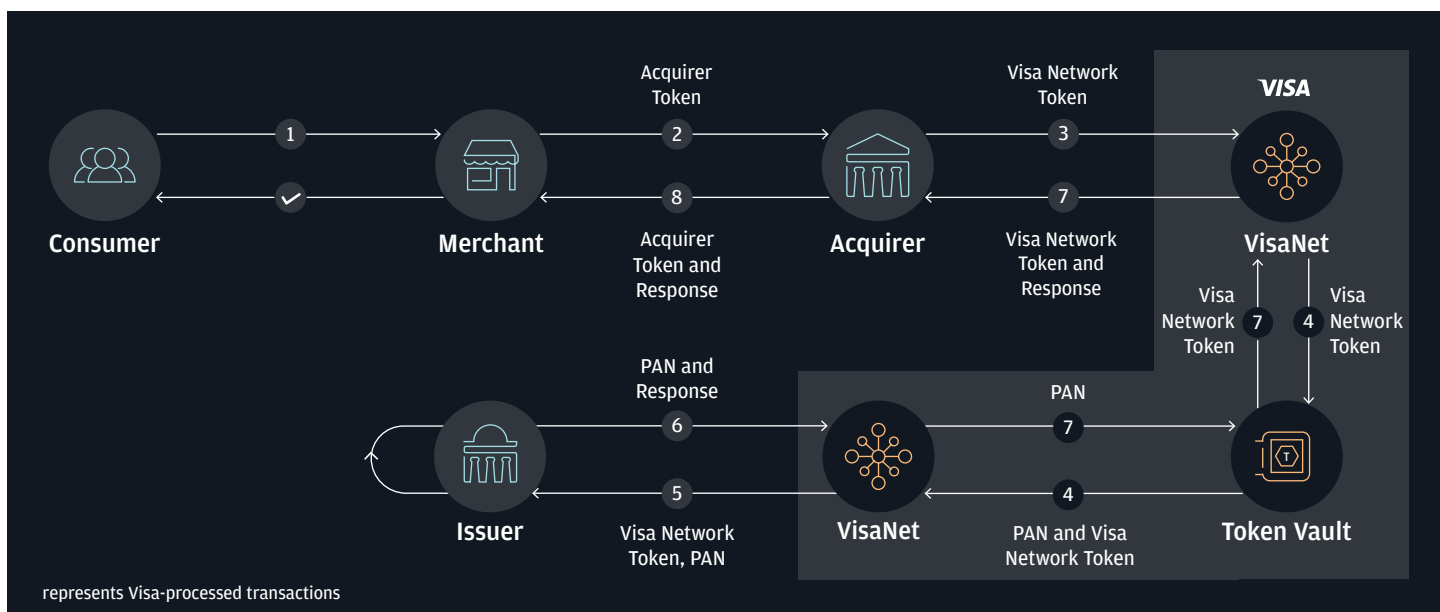 Acquirer
Token
Visa Network
Token
VISA
1
2
3
8
7
Consumer
Merchant
Acquirer
VisaNet
Acquirer
Token and
Response
Visa Network
Token and
Response
Visa
Network
Token
7
4
Visa
Network
Token
PAN and
Response
PAN
6
7
T
5
4
Issuer
VisaNet
Token Vault
Visa Network
Token, PAN
PAN and Visa
Network Token
represents Visa-processed transactions